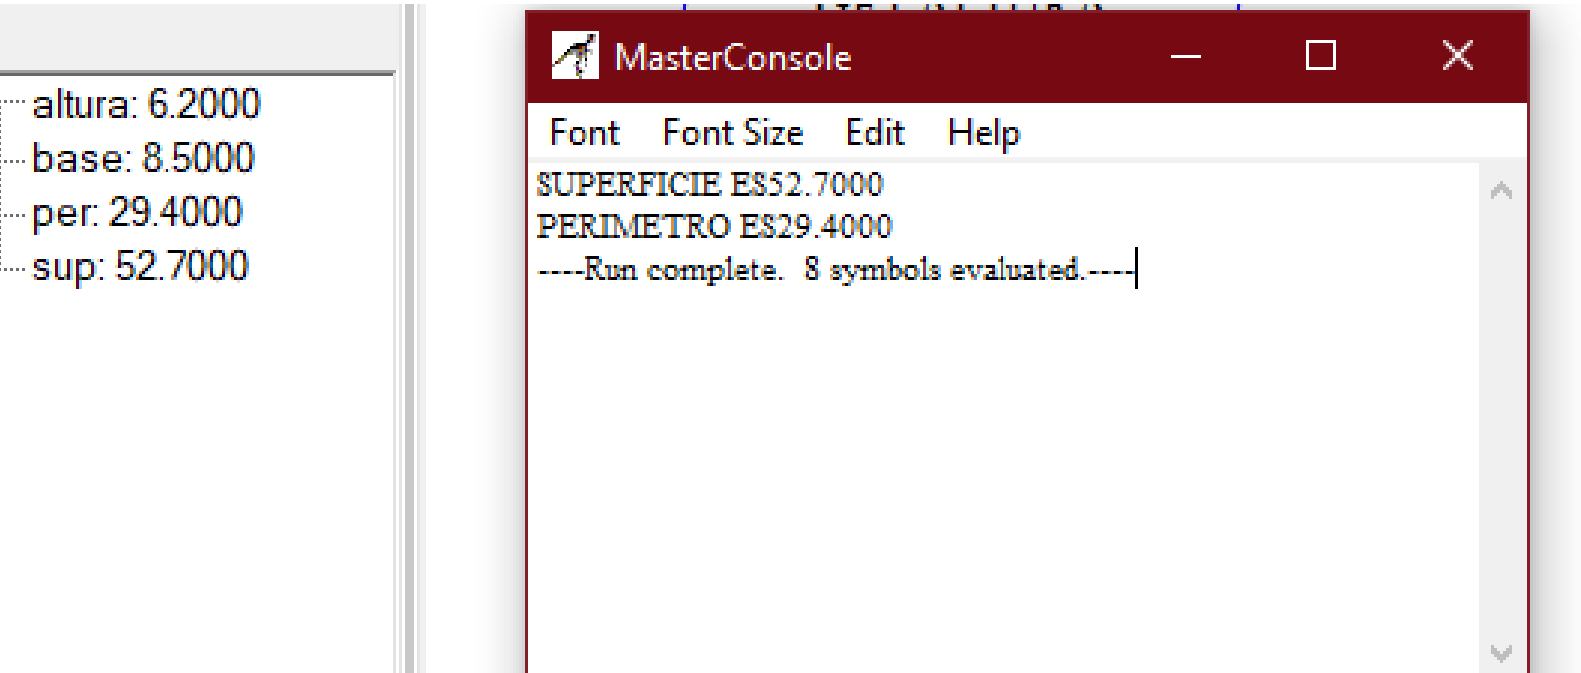 altura: 6.2000
base: 8.5000
per: 29.4000
sup: 52.7000
MasterConsole
Font Font Size Edit Help
SUPERFICIE ES52.7000
PERIMETRO ES29.4000
----Run complete.  8 symbols evaluated.----